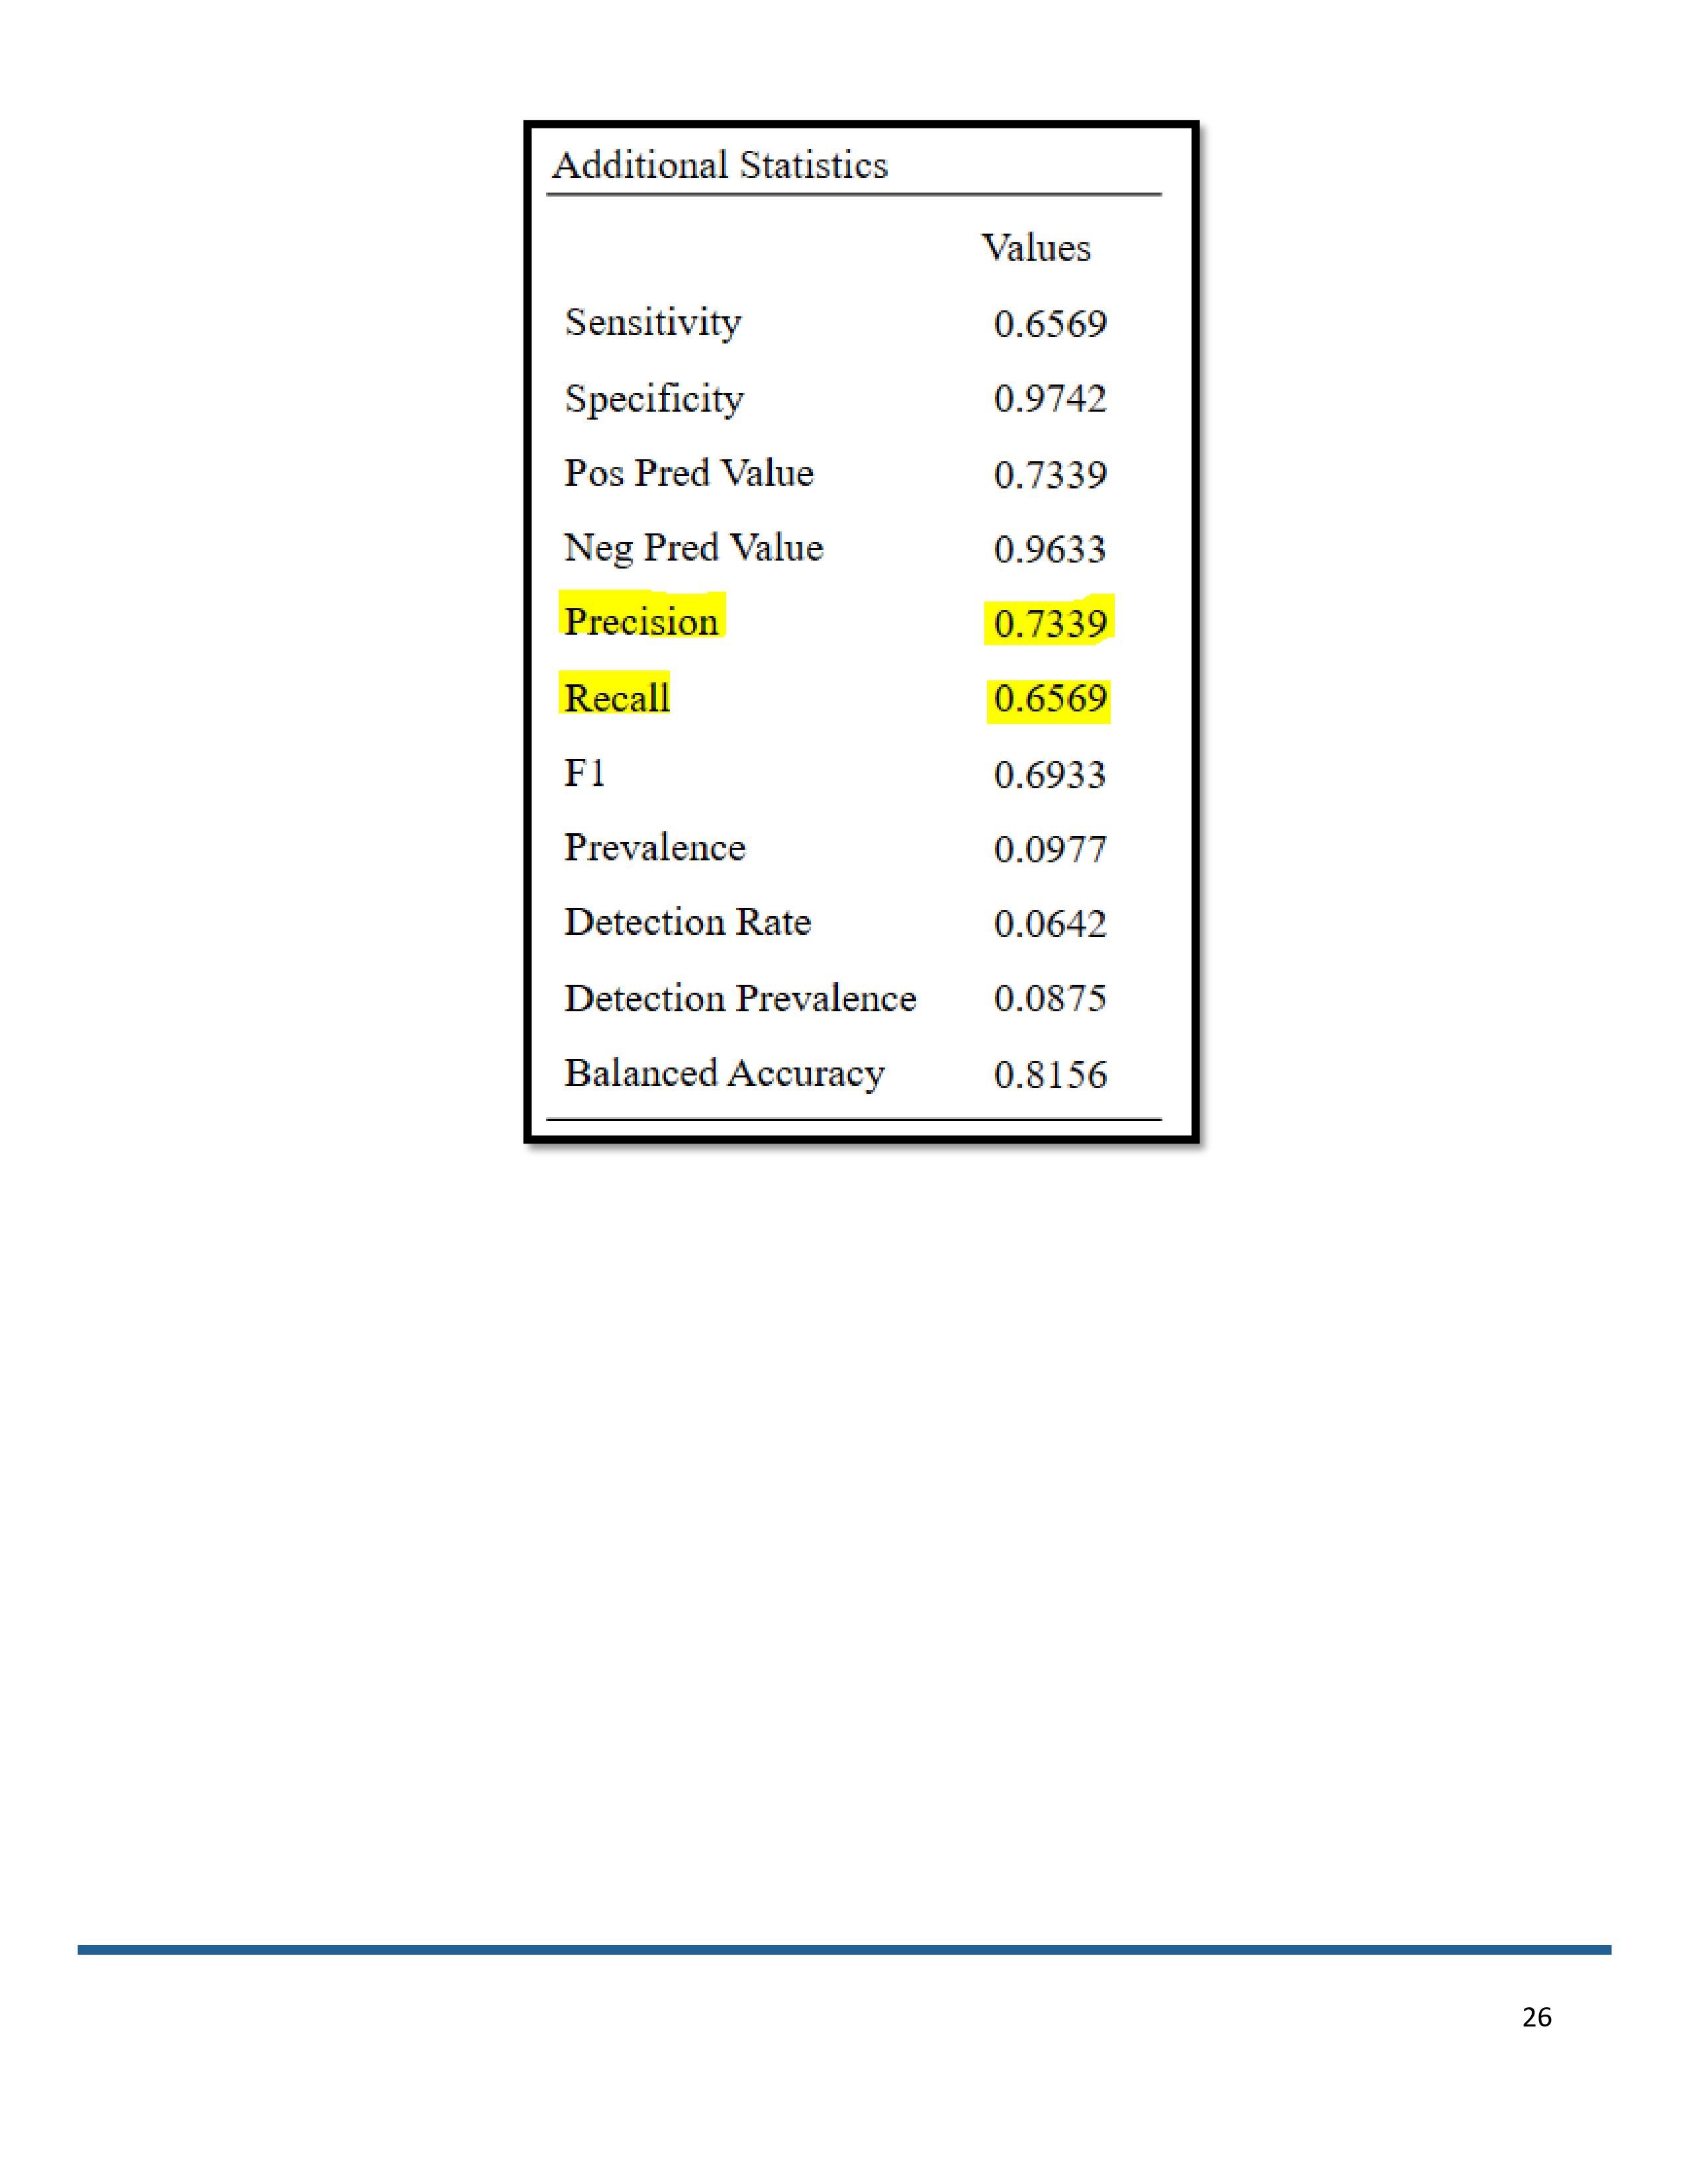 Additional Statistics
Values
Sensitivity 0.6569
Specificity 0.9742
Pos Pred Value 0.7339
Neg Pred Value 0.9633
Precision 0.7339
Recall 0.6569
F1 0.6933
Prevalence 0.0977
Detection Rate 0.0642
Detection Prevalence 0.0875
Balanced Accuracy 0.8156
26